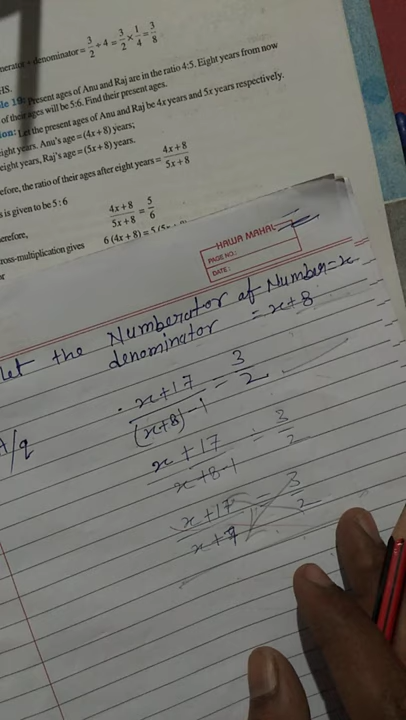 nerator ÷ denominator = 3/2 ÷ 4 = 3/2 × 1/4 = 3/8
HS.
le 19: Present ages of Anu and Raj are in the ratio 4:5. Eight years from now
of their ages will be 5:6. Find their present ages.
ion: Let the present ages of Anu and Raj be 4x years and 5x years respectively.
eight years. Anu's age = (4x + 8) years;
eight years, Raj's age = (5x + 8) years.
efore, the ratio of their ages after eight years = 4x + 8 / 5x + 8
s is given to be 5 : 6
herefore, 4x + 8 / 5x + 8 = 5/6
ross-multiplication gives 6 (4x + 8) = 5 (5x
or
HAWA MAHAL
PAGE NO.:
DATE:
Let the Numberator of Number = x
denominator = x+8
A/q x+17 / (x+8)-1 = 3/2
x+17 / x+8-1 = 3/2
x+17 / x+7 = 3/2